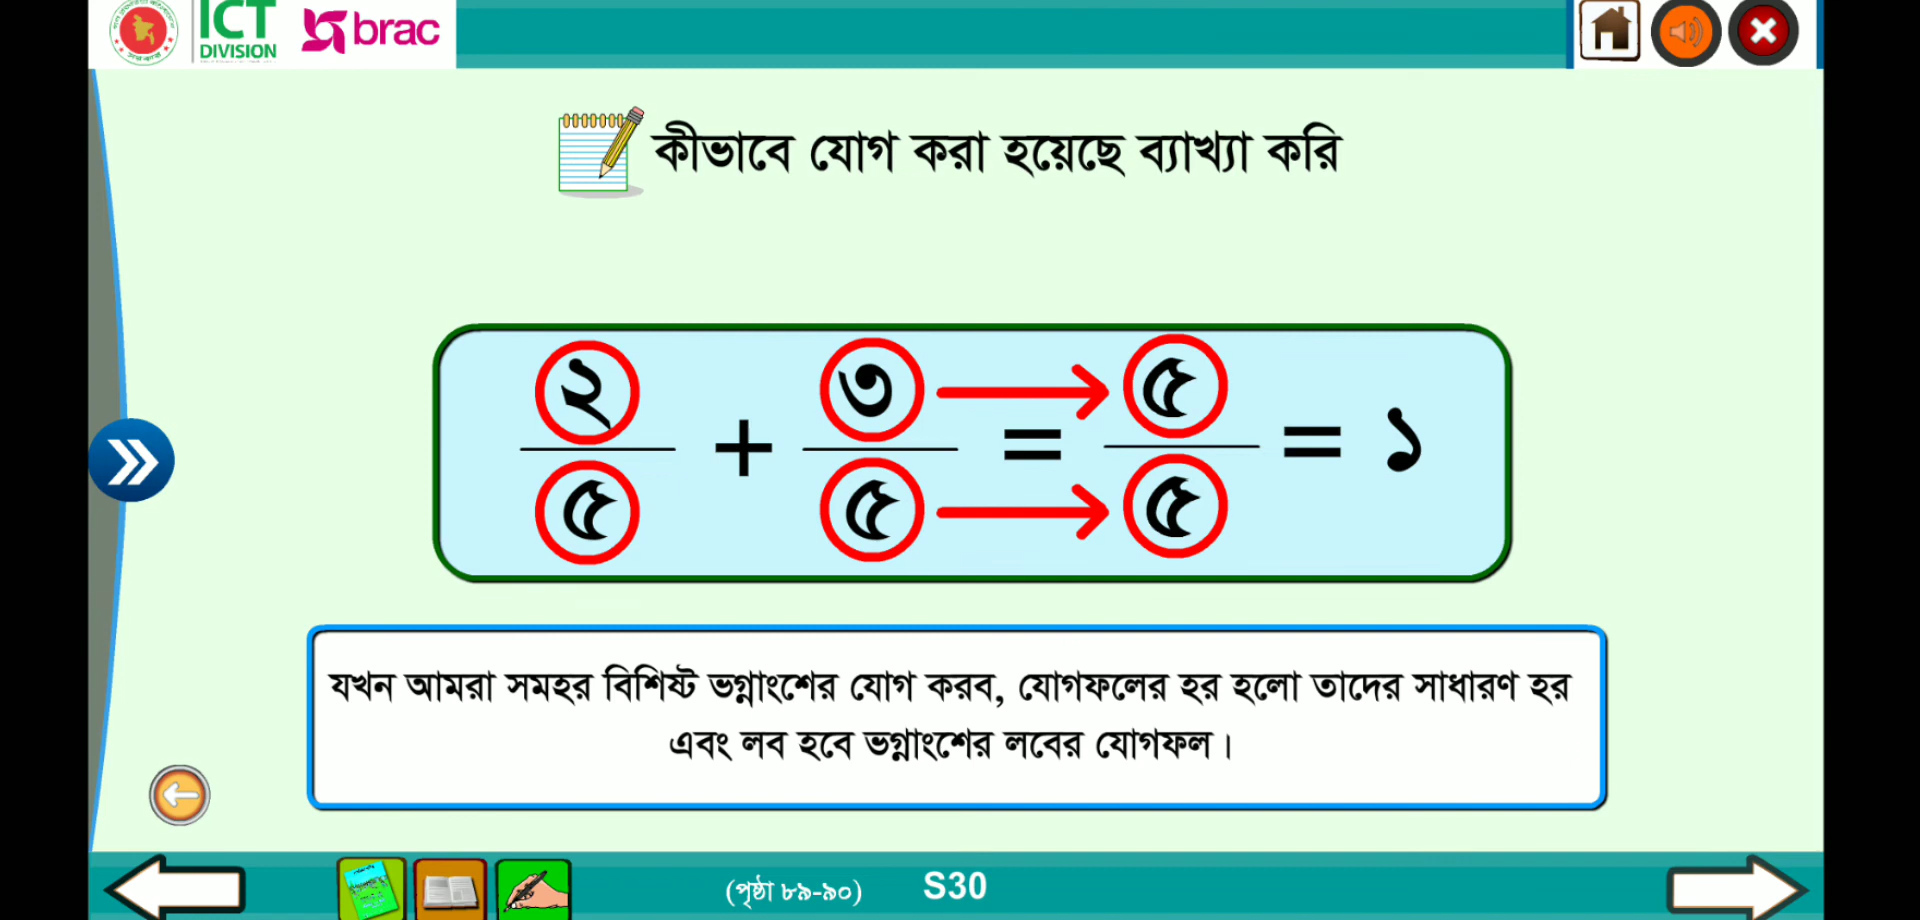 ICT
DIVISION
brac
কীভাবে যোগ করা হয়েছে ব্যাখ্যা করি
২/৫ + ৩/৫ = ৫/৫ = ১
যখন আমরা সমহর বিশিষ্ট ভগ্নাংশের যোগ করব, যোগফলের হর হলো তাদের সাধারণ হর
এবং লব হবে ভগ্নাংশের লবের যোগফল।
(পৃষ্ঠা ৮৯-৯০)
S30